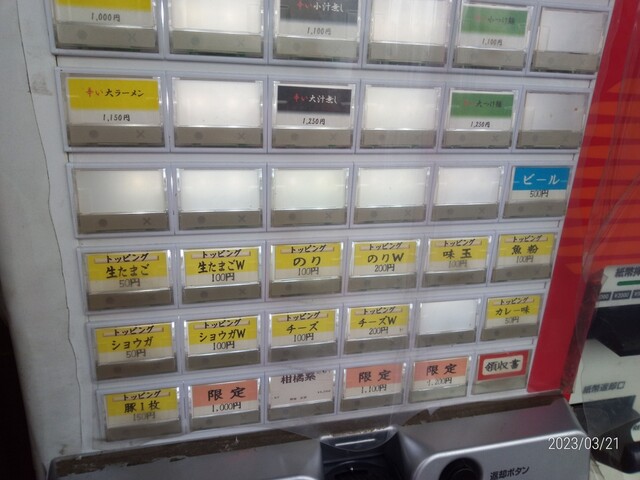 1,000円
辛い小汁無し
1,100円
小つけ麺
1,100円
辛い大ラーメン
1,150円
辛い大汁無し
1,250円
大つけ麺
1,250円
ビール
500円
トッピング
生たまご
50円
トッピング
生たまごW
100円
トッピング
のり
100円
トッピング
のりW
200円
トッピング
味玉
100円
トッピング
魚粉
100円
トッピング
ショウガ
50円
トッピング
ショウガW
100円
トッピング
チーズ
100円
トッピング
チーズW
200円
トッピング
カレー味
50円
トッピング
豚1枚
限定
1,000円
限定
1,100円
限定
1,200円
領収書
紙幣返却口
返却ボタン
2023/03/21